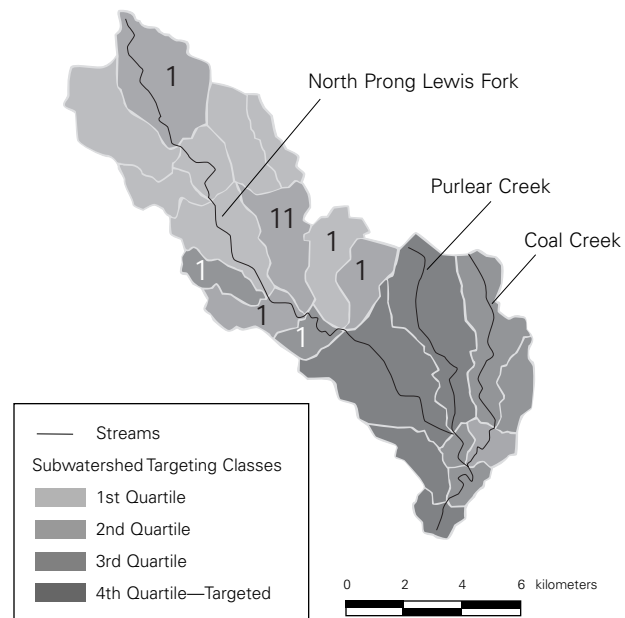 1
North Prong Lewis Fork
Purlear Creek
11
1
Coal Creek
1
1
1
1
Streams
Subwatershed Targeting Classes
1st Quartile
2nd Quartile
3rd Quartile
4th Quartile—Targeted
0 2 4 6 kilometers